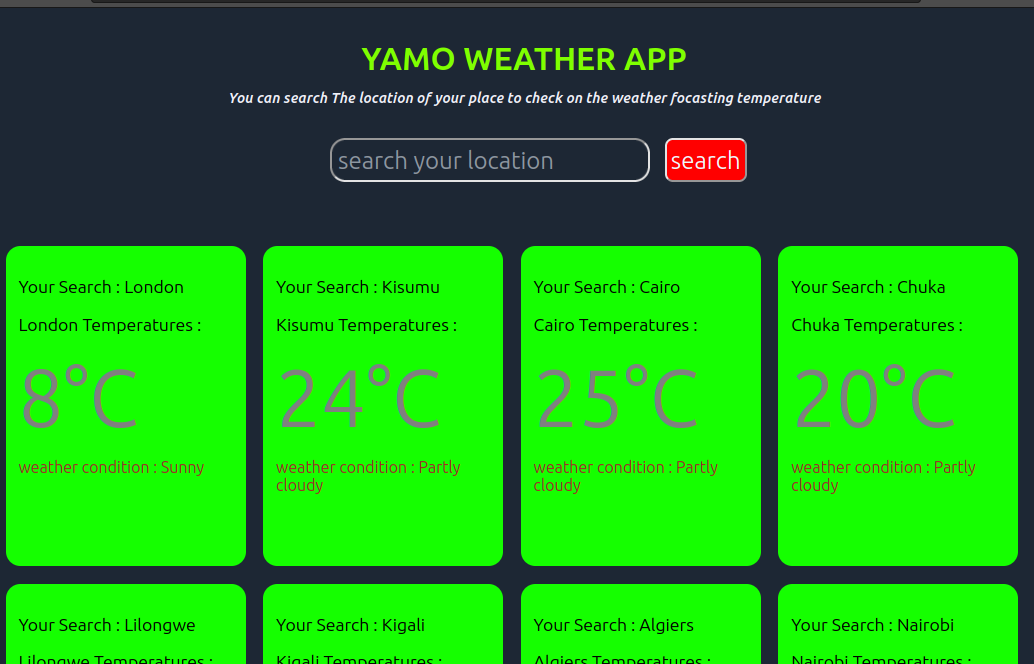 YAMO WEATHER APP
You can search The location of your place to check on the weather focasting temperature
search your location
search
Your Search : London
London Temperatures :
8°C
weather condition : Sunny
Your Search : Kisumu
Kisumu Temperatures :
24°C
weather condition : Partly
cloudy
Your Search : Cairo
Cairo Temperatures :
25°C
weather condition : Partly
cloudy
Your Search : Chuka
Chuka Temperatures :
20°C
weather condition : Partly
cloudy
Your Search : Lilongwe
Lilongwe Temperatures :
Your Search : Kigali
Kigali Temperatures :
Your Search : Algiers
Algiers Temperatures :
Your Search : Nairobi
Nairobi Temperatures :